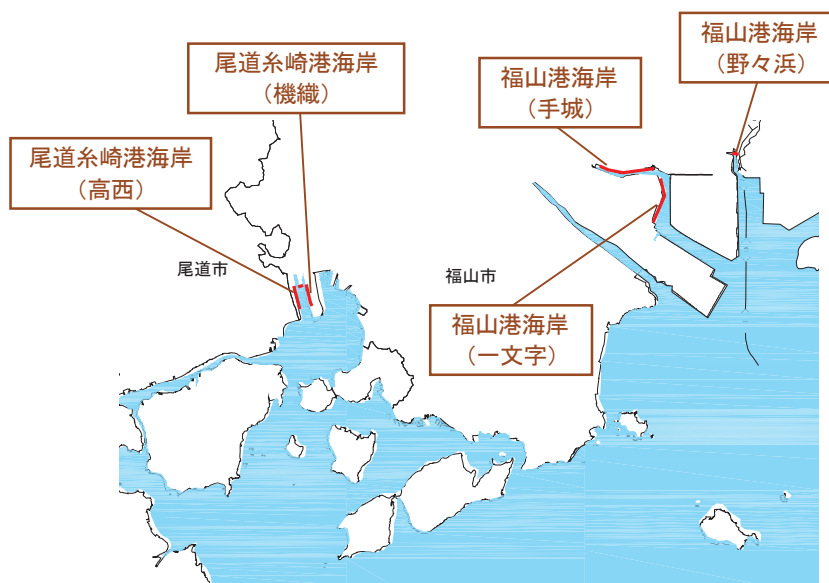 尾道糸崎港海岸
（機織）
福山港海岸
（野々浜）
福山港海岸
（手城）
尾道糸崎港海岸
（高西）
尾道市
福山市
福山港海岸
（一文字）